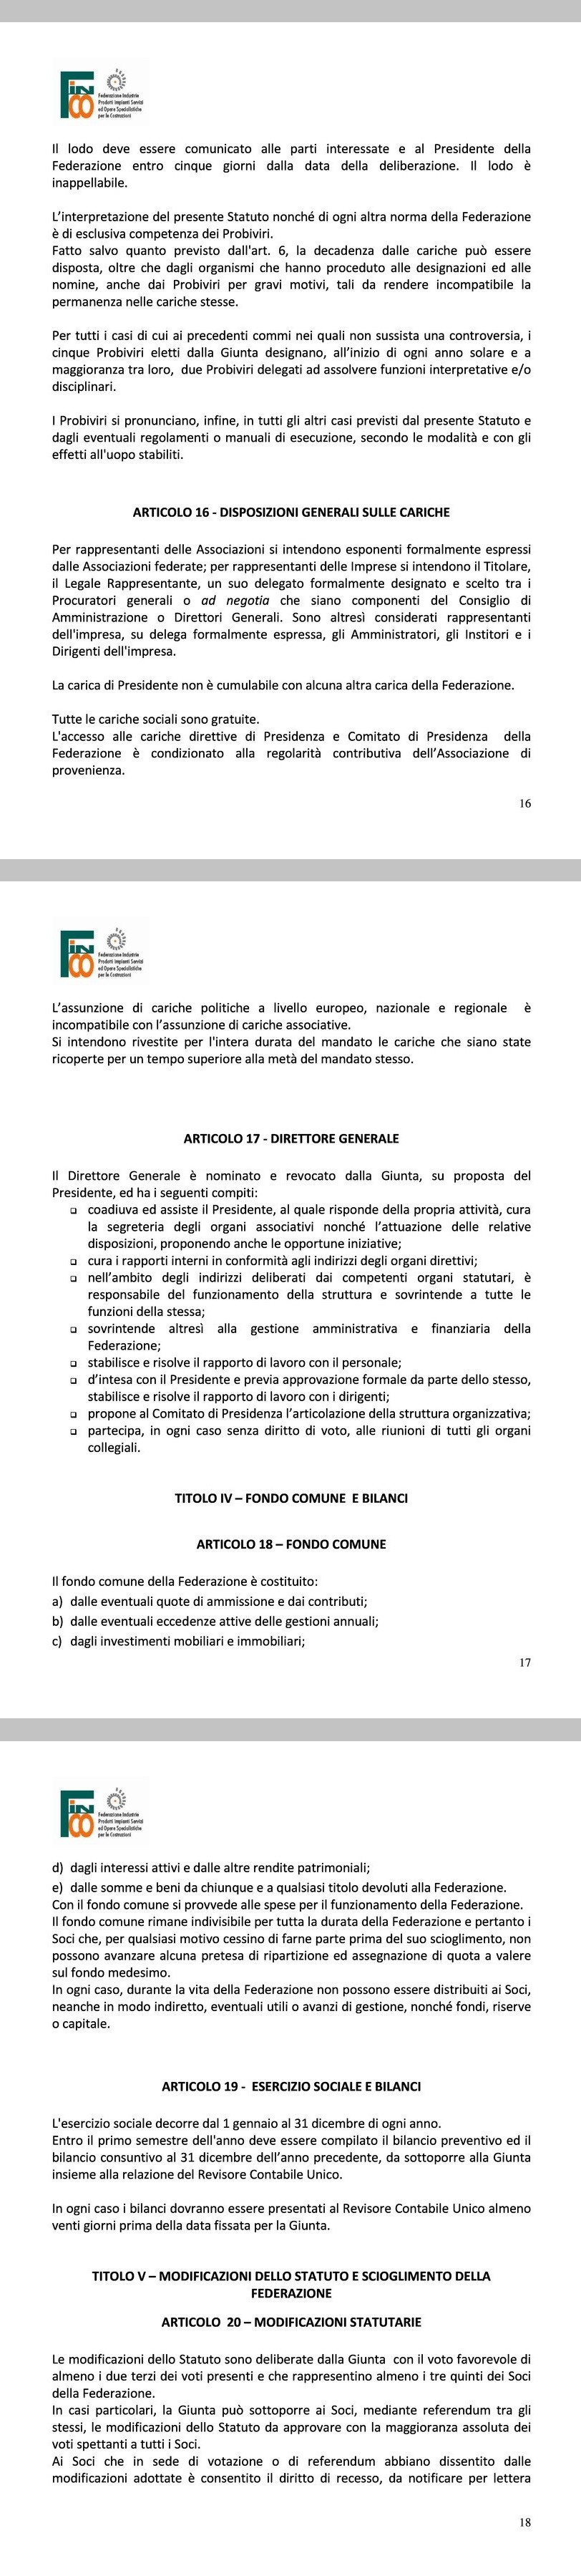 FINCO
Federazione Industrie
Prodotti Impianti Servizi
ed Opere Specialistiche
per le Costruzioni
Il lodo deve essere comunicato alle parti interessate e al Presidente della
Federazione entro cinque giorni dalla data della deliberazione. Il lodo è
inappellabile.
L’interpretazione del presente Statuto nonché di ogni altra norma della Federazione
è di esclusiva competenza dei Probiviri.
Fatto salvo quanto previsto dall'art. 6, la decadenza dalle cariche può essere
disposta, oltre che dagli organismi che hanno proceduto alle designazioni ed alle
nomine, anche dai Probiviri per gravi motivi, tali da rendere incompatibile la
permanenza nelle cariche stesse.
Per tutti i casi di cui ai precedenti commi nei quali non sussista una controversia, i
cinque Probiviri eletti dalla Giunta designano, all’inizio di ogni anno solare e a
maggioranza tra loro, due Probiviri delegati ad assolvere funzioni interpretative e/o
disciplinari.
I Probiviri si pronunciano, infine, in tutti gli altri casi previsti dal presente Statuto e
dagli eventuali regolamenti o manuali di esecuzione, secondo le modalità e con gli
effetti all'uopo stabiliti.
ARTICOLO 16 - DISPOSIZIONI GENERALI SULLE CARICHE
Per rappresentanti delle Associazioni si intendono esponenti formalmente espressi
dalle Associazioni federate; per rappresentanti delle Imprese si intendono il Titolare,
il Legale Rappresentante, un suo delegato formalmente designato e scelto tra i
Procuratori generali o ad negotia che siano componenti del Consiglio di
Amministrazione o Direttori Generali. Sono altresì considerati rappresentanti
dell'impresa, su delega formalmente espressa, gli Amministratori, gli Institori e i
Dirigenti dell'impresa.
La carica di Presidente non è cumulabile con alcuna altra carica della Federazione.
Tutte le cariche sociali sono gratuite.
L'accesso alle cariche direttive di Presidenza e Comitato di Presidenza della
Federazione è condizionato alla regolarità contributiva dell’Associazione di
provenienza.
16
FINCO
Federazione Industrie
Prodotti Impianti Servizi
ed Opere Specialistiche
per le Costruzioni
L’assunzione di cariche politiche a livello europeo, nazionale e regionale è
incompatibile con l’assunzione di cariche associative.
Si intendono rivestite per l'intera durata del mandato le cariche che siano state
ricoperte per un tempo superiore alla metà del mandato stesso.
ARTICOLO 17 - DIRETTORE GENERALE
Il Direttore Generale è nominato e revocato dalla Giunta, su proposta del
Presidente, ed ha i seguenti compiti:
❑ coadiuva ed assiste il Presidente, al quale risponde della propria attività, cura
la segreteria degli organi associativi nonché l’attuazione delle relative
disposizioni, proponendo anche le opportune iniziative;
❑ cura i rapporti interni in conformità agli indirizzi degli organi direttivi;
❑ nell’ambito degli indirizzi deliberati dai competenti organi statutari, è
responsabile del funzionamento della struttura e sovrintende a tutte le
funzioni della stessa;
❑ sovrintende altresì alla gestione amministrativa e finanziaria della
Federazione;
❑ stabilisce e risolve il rapporto di lavoro con il personale;
❑ d’intesa con il Presidente e previa approvazione formale da parte dello stesso,
stabilisce e risolve il rapporto di lavoro con i dirigenti;
❑ propone al Comitato di Presidenza l’articolazione della struttura organizzativa;
❑ partecipa, in ogni caso senza diritto di voto, alle riunioni di tutti gli organi
collegiali.
TITOLO IV – FONDO COMUNE E BILANCI
ARTICOLO 18 – FONDO COMUNE
Il fondo comune della Federazione è costituito:
a) dalle eventuali quote di ammissione e dai contributi;
b) dalle eventuali eccedenze attive delle gestioni annuali;
c) dagli investimenti mobiliari e immobiliari;
17
FINCO
Federazione Industrie
Prodotti Impianti Servizi
ed Opere Specialistiche
per le Costruzioni
d) dagli interessi attivi e dalle altre rendite patrimoniali;
e) dalle somme e beni da chiunque e a qualsiasi titolo devoluti alla Federazione.
Con il fondo comune si provvede alle spese per il funzionamento della Federazione.
Il fondo comune rimane indivisibile per tutta la durata della Federazione e pertanto i
Soci che, per qualsiasi motivo cessino di farne parte prima del suo scioglimento, non
possono avanzare alcuna pretesa di ripartizione ed assegnazione di quota a valere
sul fondo medesimo.
In ogni caso, durante la vita della Federazione non possono essere distribuiti ai Soci,
neanche in modo indiretto, eventuali utili o avanzi di gestione, nonché fondi, riserve
o capitale.
ARTICOLO 19 - ESERCIZIO SOCIALE E BILANCI
L'esercizio sociale decorre dal 1 gennaio al 31 dicembre di ogni anno.
Entro il primo semestre dell'anno deve essere compilato il bilancio preventivo ed il
bilancio consuntivo al 31 dicembre dell’anno precedente, da sottoporre alla Giunta
insieme alla relazione del Revisore Contabile Unico.
In ogni caso i bilanci dovranno essere presentati al Revisore Contabile Unico almeno
venti giorni prima della data fissata per la Giunta.
TITOLO V – MODIFICAZIONI DELLO STATUTO E SCIOGLIMENTO DELLA
FEDERAZIONE
ARTICOLO 20 – MODIFICAZIONI STATUTARIE
Le modificazioni dello Statuto sono deliberate dalla Giunta con il voto favorevole di
almeno i due terzi dei voti presenti e che rappresentino almeno i tre quinti dei Soci
della Federazione.
In casi particolari, la Giunta può sottoporre ai Soci, mediante referendum tra gli
stessi, le modificazioni dello Statuto da approvare con la maggioranza assoluta dei
voti spettanti a tutti i Soci.
Ai Soci che in sede di votazione o di referendum abbiano dissentito dalle
modificazioni adottate è consentito il diritto di recesso, da notificare per lettera
18